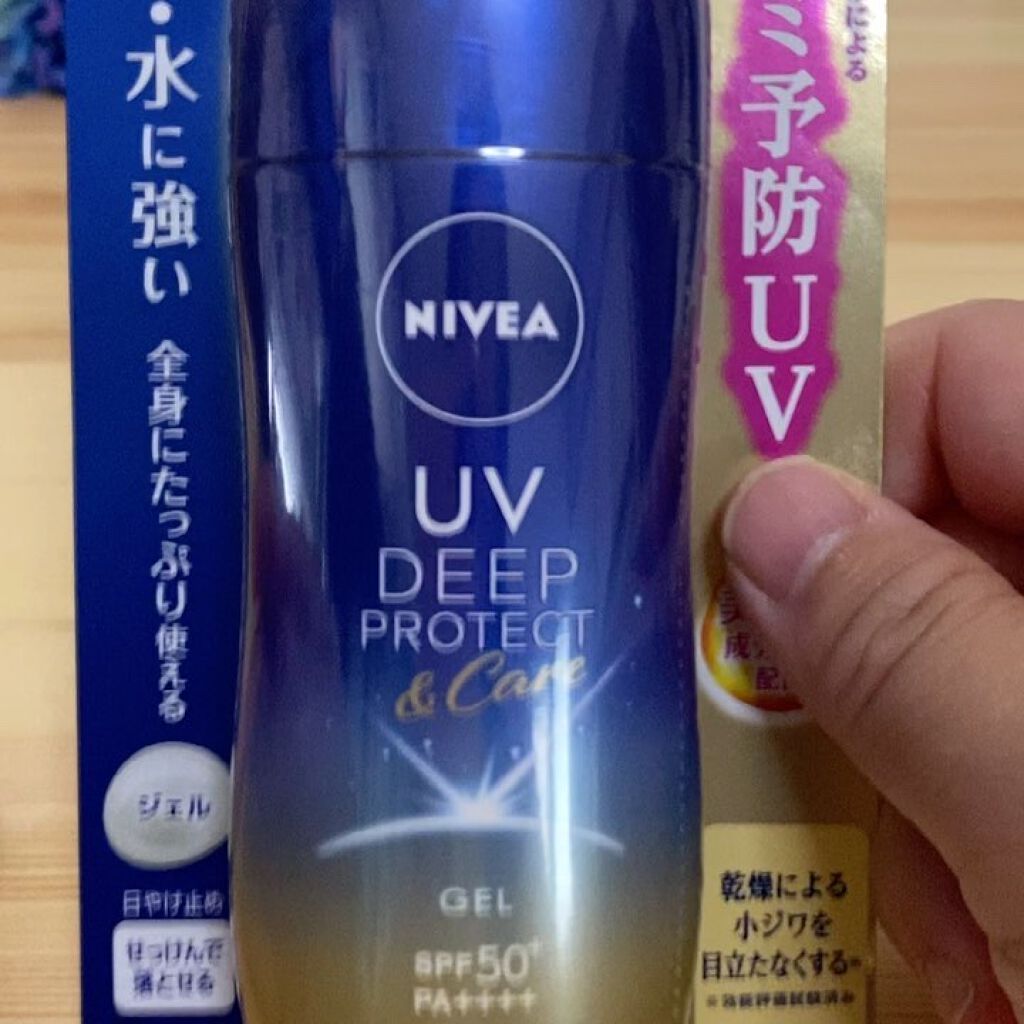 ・水に強い
全身にたっぷり使える
ジェル
日やけ止め
せっけんで
落とせる
NIVEA
UV
DEEP
PROTECT
& Care
GEL
SPF50+
PA++++
による
ミ予防UV
美
成
配
乾燥による
小ジワを
目立たなくする※
※効能評価試験済み